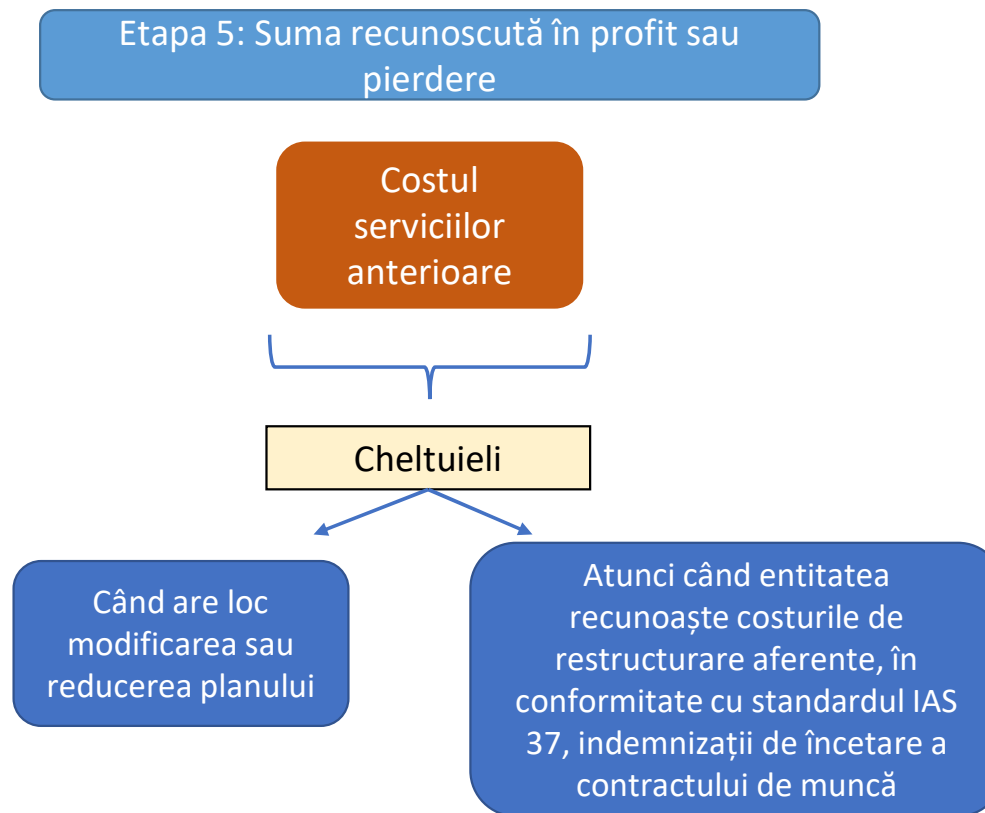 Etapa 5: Suma recunoscută în profit sau
pierdere
Costul
serviciilor
anterioare
Cheltuieli
Când are loc
modificarea sau
reducerea planului
Atunci când entitatea
recunoaște costurile de
restructurare aferente, în
conformitate cu standardul IAS
37, indemnizații de încetare a
contractului de muncă